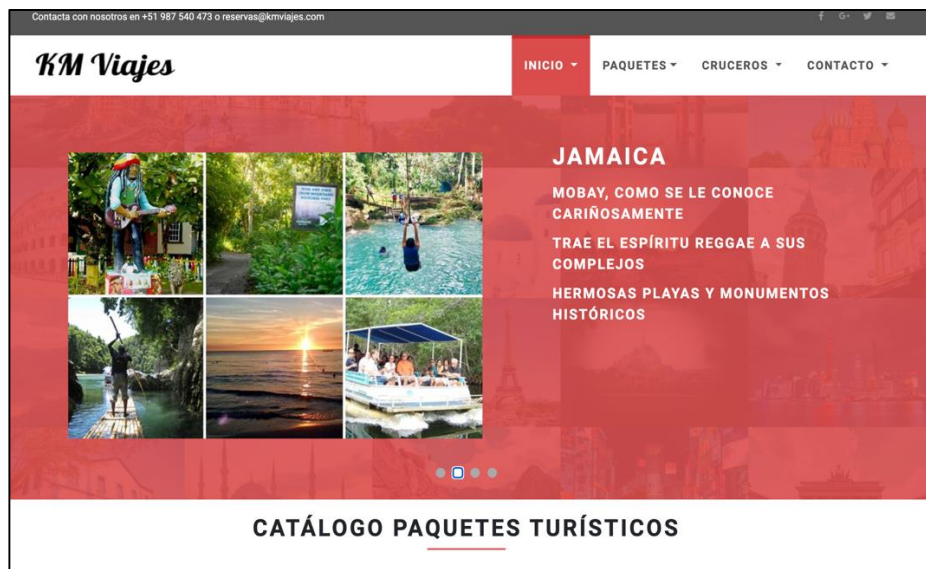 Contacta con nosotros en +51 987 540 473 o reservas@kmviajes.com
KM Viajes
INICIO
PAQUETES
CRUCEROS
CONTACTO
JAMAICA
MOBAY, COMO SE LE CONOCE
CARIÑOSAMENTE
TRAE EL ESPÍRITU REGGAE A SUS
COMPLEJOS
HERMOSAS PLAYAS Y MONUMENTOS
HISTÓRICOS
CATÁLOGO PAQUETES TURÍSTICOS